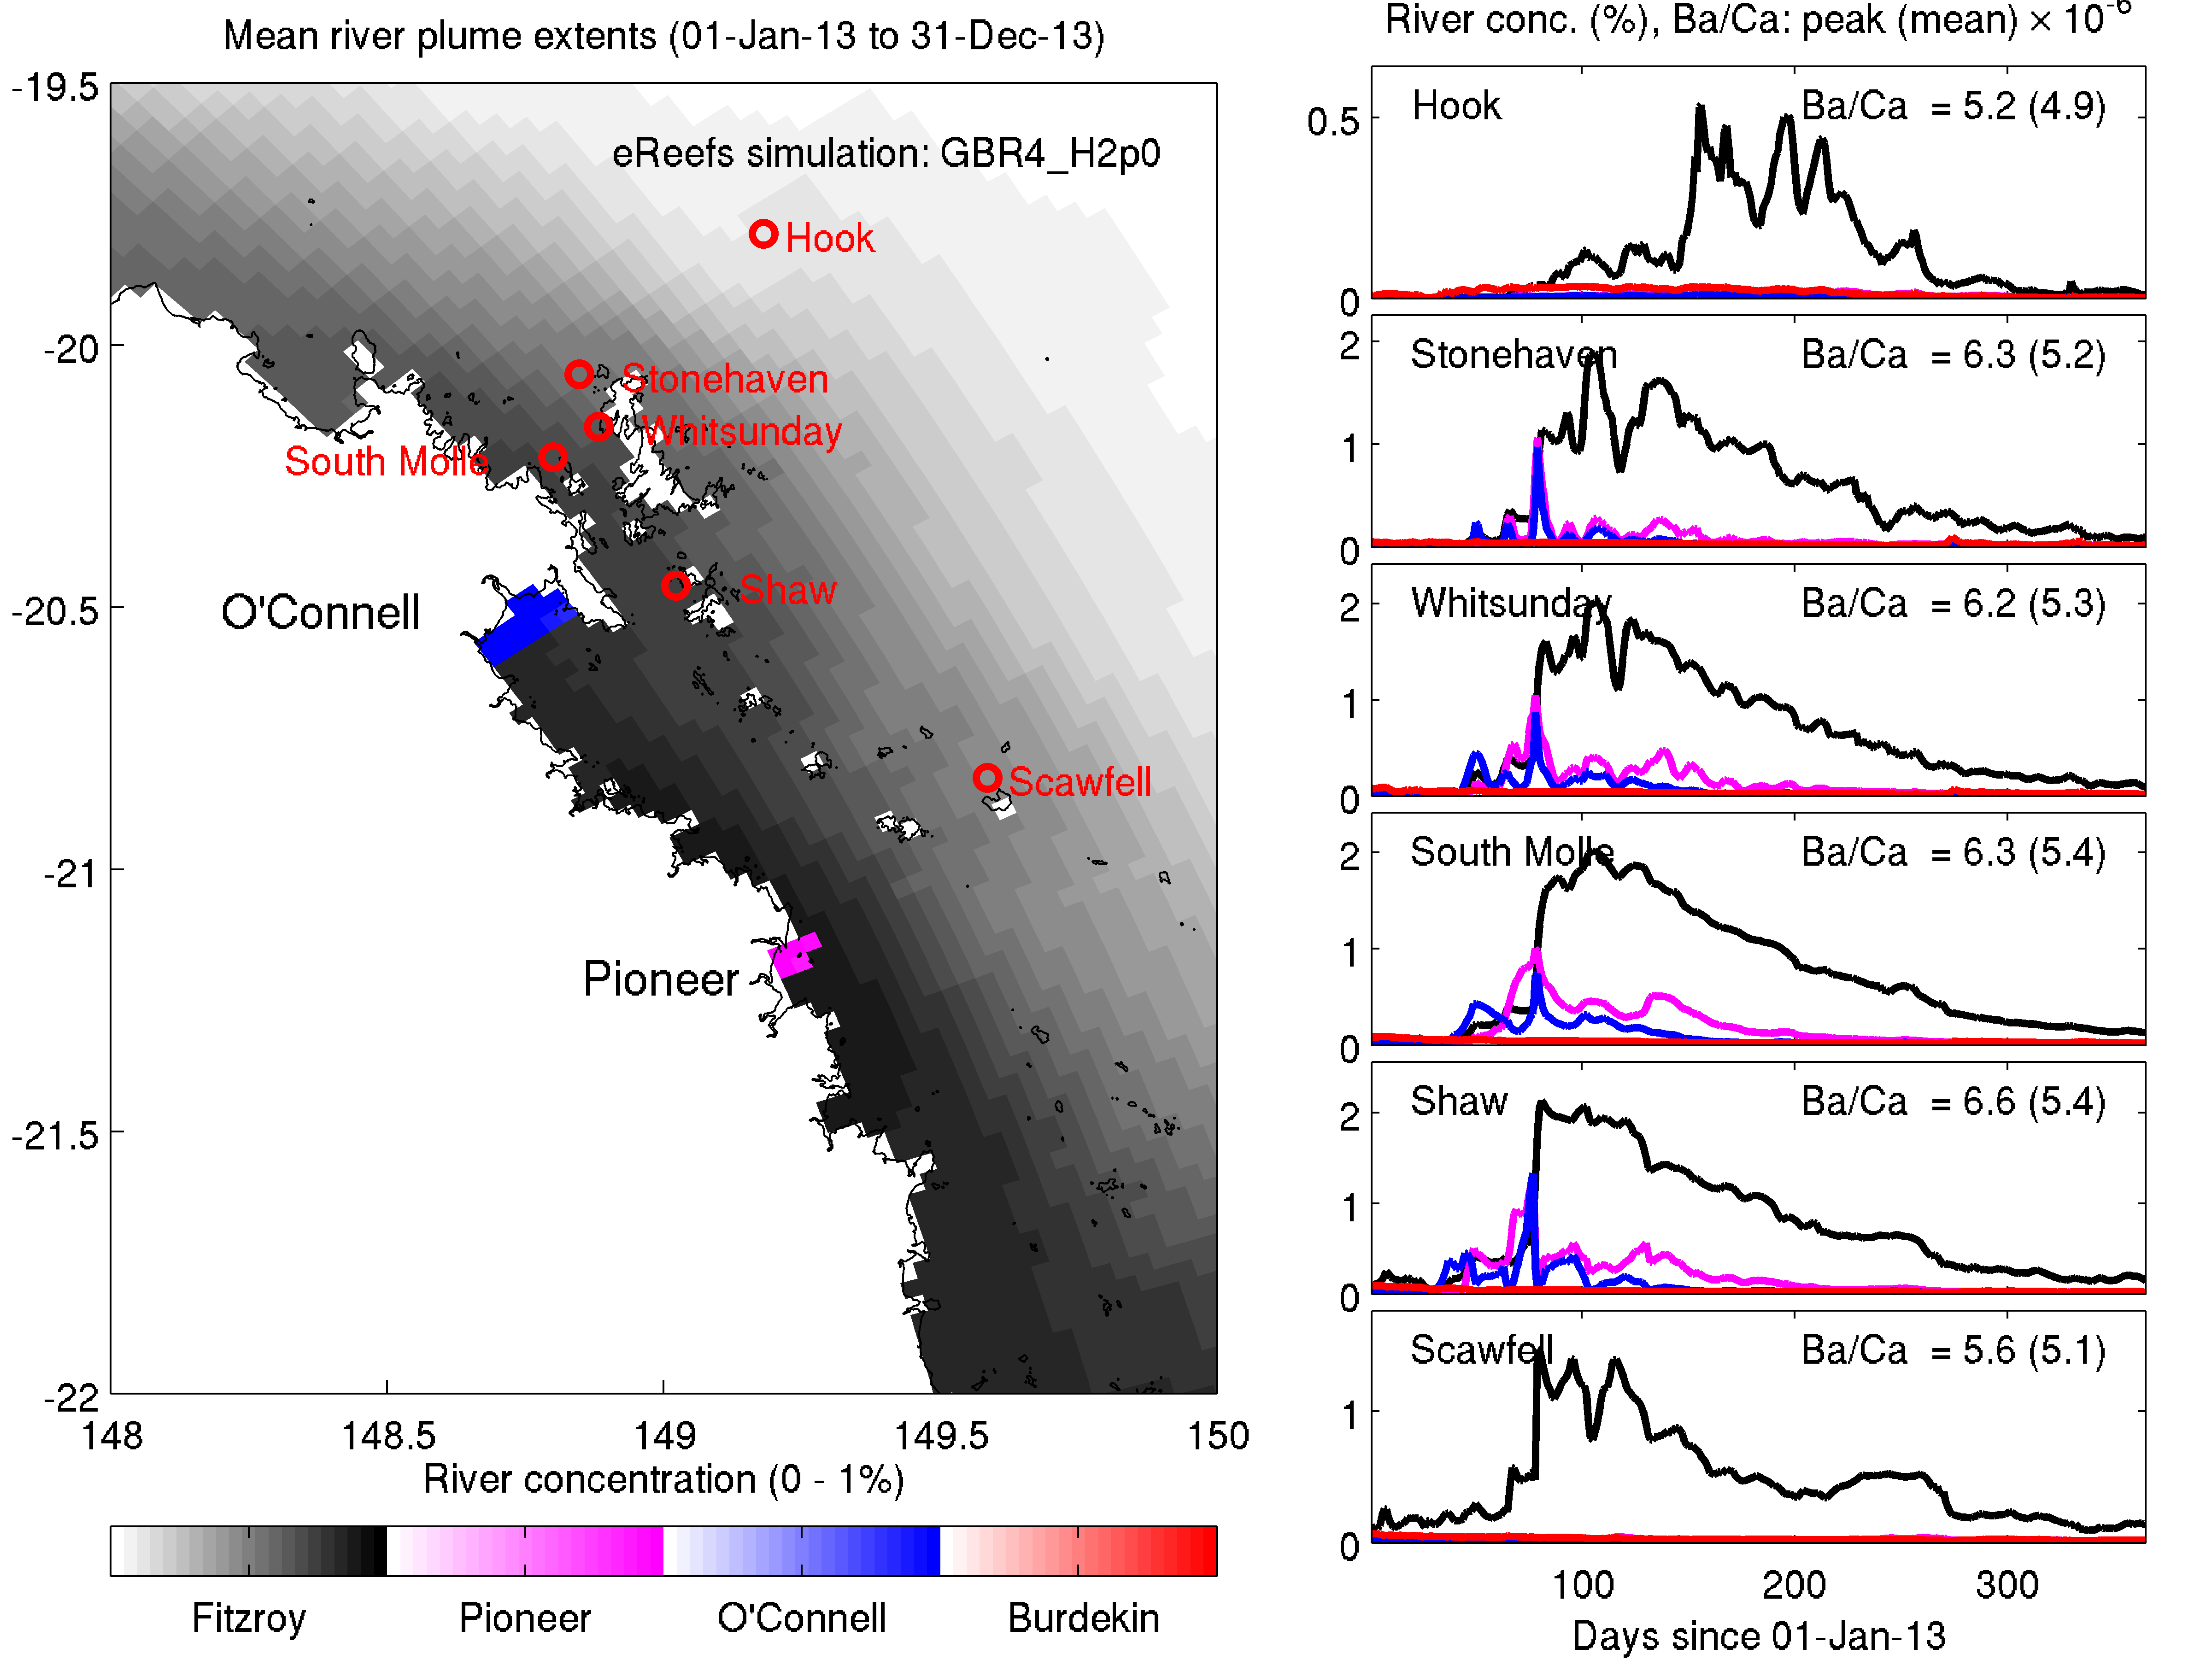 Mean river plume extents (01-Jan-13 to 31-Dec-13)
-19.5
-20
-20.5
-21
-21.5
-22
148
148.5
149
149.5
150
eReefs simulation: GBR4_H2p0
Hook
Stonehaven
Whitsunday
South Molle
Shaw
O'Connell
Scawfell
Pioneer
River concentration (0 - 1%)
Fitzroy
Pioneer
O'Connell
Burdekin
River conc. (%), Ba/Ca: peak (mean) × 10-6
Hook
Ba/Ca = 5.2 (4.9)
0.5
0
Stonehaven
Ba/Ca = 6.3 (5.2)
2
1
0
Whitsunday
Ba/Ca = 6.2 (5.3)
2
1
0
South Molle
Ba/Ca = 6.3 (5.4)
2
1
0
Shaw
Ba/Ca = 6.6 (5.4)
2
1
0
Scawfell
Ba/Ca = 5.6 (5.1)
1
0
100
200
300
Days since 01-Jan-13